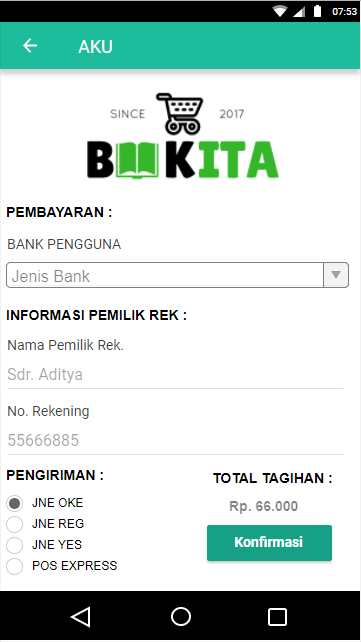 07:53
AKU
SINCE 2017
BUKITA
PEMBAYARAN :
BANK PENGGUNA
Jenis Bank
INFORMASI PEMILIK REK :
Nama Pemilik Rek.
Sdr. Aditya
No. Rekening
55666885
PENGIRIMAN :
TOTAL TAGIHAN :
JNE OKE
Rp. 66.000
JNE REG
JNE YES
Konfirmasi
POS EXPRESS